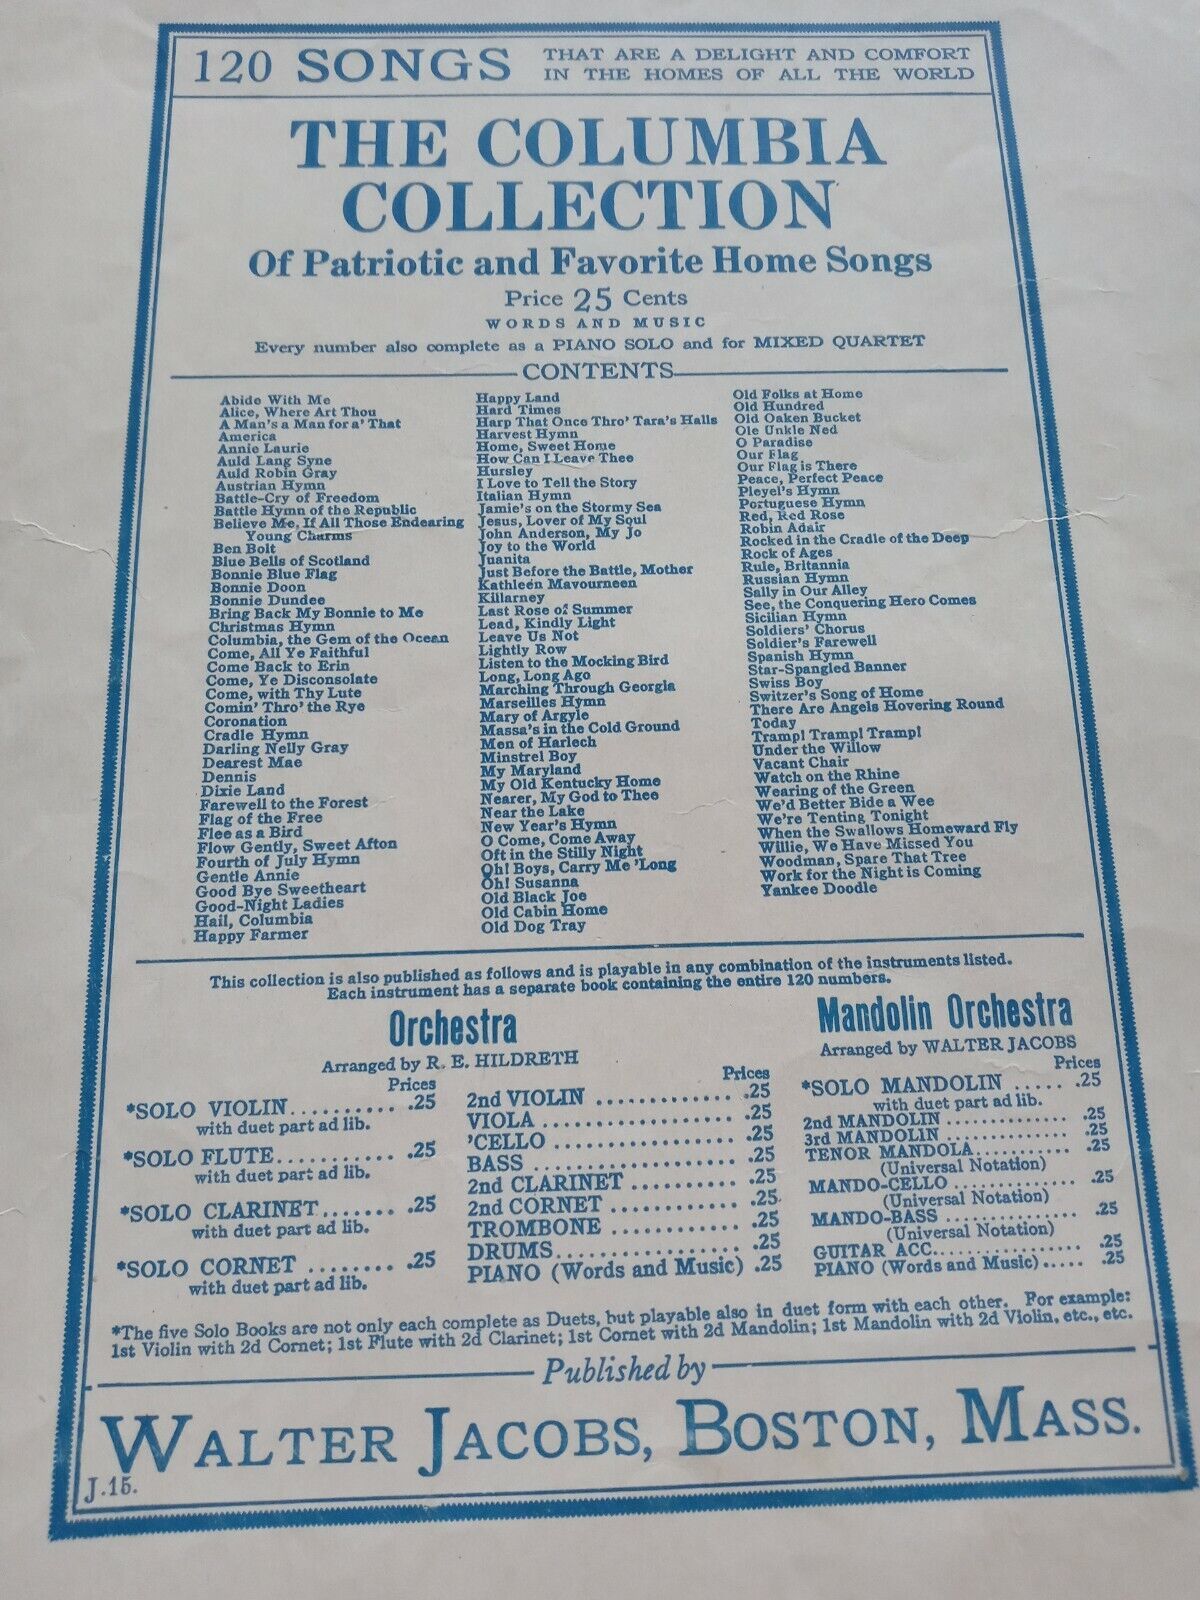 120 SONGS
THAT ARE A DELIGHT AND COMFORT
IN THE HOMES OF ALL THE WORLD
THE COLUMBIA
COLLECTION
Of Patriotic and Favorite Home Songs
Price 25 Cents
WORDS AND MUSIC
Every number also complete as a PIANO SOLO and for MIXED QUARTET
CONTENTS
Abide With Me
Alice, Where Art Thou
A Man's a Man for a' That
America
Annie Laurie
Auld Lang Syne
Auld Robin Gray
Austrian Hymn
Battle-Cry of Freedom
Battle Hymn of the Republic
Believe Me, If All Those Endearing
Young Charms
Ben Bolt
Blue Bells of Scotland
Bonnie Blue Flag
Bonnie Doon
Bonnie Dundee
Bring Back My Bonnie to Me
Christmas Hymn
Columbia, the Gem of the Ocean
Come, All Ye Faithful
Come Back to Erin
Come, Ye Disconsolate
Come, with Thy Lute
Comin' Thro' the Rye
Coronation
Cradle Hymn
Darling Nelly Gray
Dearest Mae
Dennis
Dixie Land
Farewell to the Forest
Flag of the Free
Flee as a Bird
Flow Gently, Sweet Afton
Fourth of July Hymn
Gentle Annie
Good Bye Sweetheart
Good-Night Ladies
Hail, Columbia
Happy Farmer
Happy Land
Hard Times
Harp That Once Thro' Tara's Halls
Harvest Hymn
Home, Sweet Home
How Can I Leave Thee
Hursley
I Love to Tell the Story
Italian Hymn
Jamie's on the Stormy Sea
Jesus, Lover of My Soul
John Anderson, My Jo
Joy to the World
Juanita
Just Before the Battle, Mother
Kathleen Mavourneen
Killarney
Last Rose of Summer
Lead, Kindly Light
Leave Us Not
Lightly Row
Listen to the Mocking Bird
Long, Long Ago
Marching Through Georgia
Marseilles Hymn
Mary of Argyle
Massa's in the Cold Ground
Men of Harlech
Minstrel Boy
My Maryland
My Old Kentucky Home
Nearer, My God to Thee
Near the Lake
New Year's Hymn
O Come, Come Away
Oft in the Stilly Night
Oh! Boys, Carry Me 'Long
Oh! Susanna
Old Black Joe
Old Cabin Home
Old Dog Tray
Old Folks at Home
Old Hundred
Old Oaken Bucket
Ole Unkle Ned
O Paradise
Our Flag
Our Flag is There
Peace, Perfect Peace
Pleyel's Hymn
Portuguese Hymn
Red, Red Rose
Robin Adair
Rocked in the Cradle of the Deep
Rock of Ages
Rule, Britannia
Russian Hymn
Sally in Our Alley
See, the Conquering Hero Comes
Sicilian Hymn
Soldiers' Chorus
Soldier's Farewell
Spanish Hymn
Star-Spangled Banner
Swiss Boy
Switzer's Song of Home
There Are Angels Hovering Round
Today
Tramp! Tramp! Tramp!
Under the Willow
Vacant Chair
Watch on the Rhine
Wearing of the Green
We'd Better Bide a Wee
We're Tenting Tonight
When the Swallows Homeward Fly
Willie, We Have Missed You
Woodman, Spare That Tree
Work for the Night is Coming
Yankee Doodle
This collection is also published as follows and is playable in any combination of the instruments listed.
Each instrument has a separate book containing the entire 120 numbers.
Orchestra
Arranged by R. E. HILDRETH
Prices
*SOLO VIOLIN.......... .25
with duet part ad lib.
*SOLO FLUTE........... .25
with duet part ad lib.
*SOLO CLARINET....... .25
with duet part ad lib.
*SOLO CORNET ........ .25
with duet part ad lib.
Prices
2nd VIOLIN ............. .25
VIOLA .................. .25
'CELLO ................. .25
BASS ................... .25
2nd CLARINET .......... .25
2nd CORNET ............ .25
TROMBONE ............. .25
DRUMS.................. .25
PIANO (Words and Music) .25
Mandolin Orchestra
Arranged by WALTER JACOBS
Prices
*SOLO MANDOLIN ..... .25
with duet part ad lib.
2nd MANDOLIN ............. .25
3rd MANDOLIN ............. .25
TENOR MANDOLA........... .25
(Universal Notation)
MANDO-CELLO ............. .25
(Universal Notation)
MANDO-BASS .............. .25
(Universal Notation)
GUITAR ACC................ .25
PIANO (Words and Music)..... .25
*The five Solo Books are not only each complete as Duets, but playable also in duet form with each other. For example:
1st Violin with 2d Cornet; 1st Flute with 2d Clarinet; 1st Cornet with 2d Mandolin; 1st Mandolin with 2d Violin, etc., etc.
Published by
WALTER JACOBS, BOSTON, MASS.
J.15.